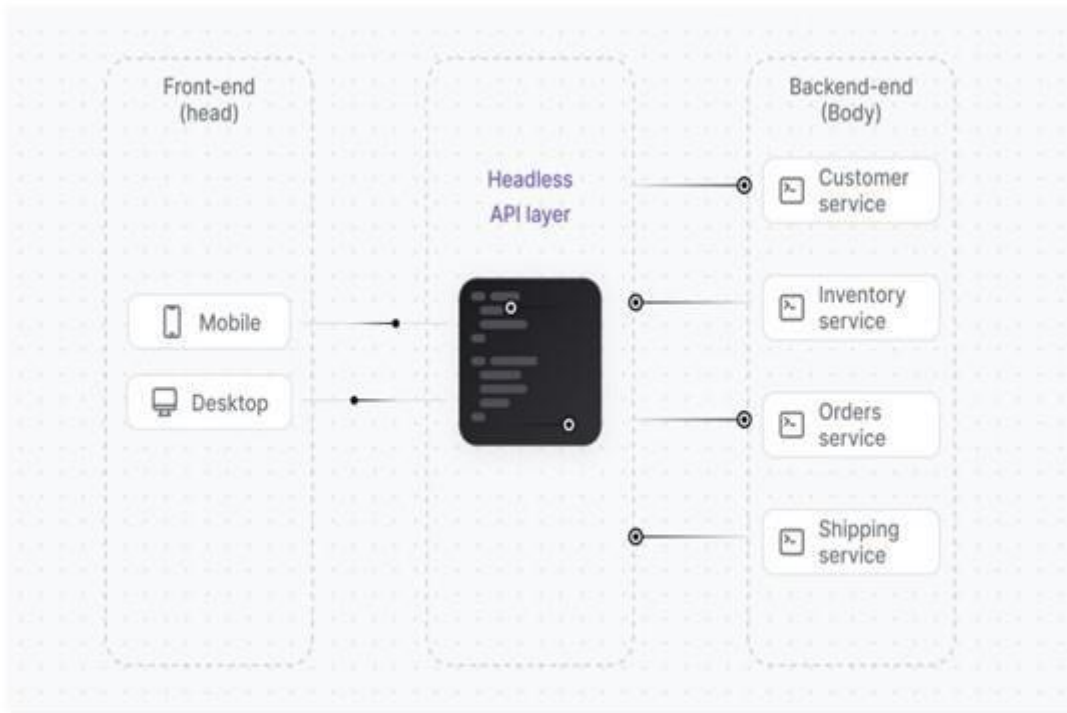 Front-end
(head)
Headless
API layer
Mobile
Desktop
Backend-end
(Body)
Customer
service
Inventory
service
Orders
service
Shipping
service